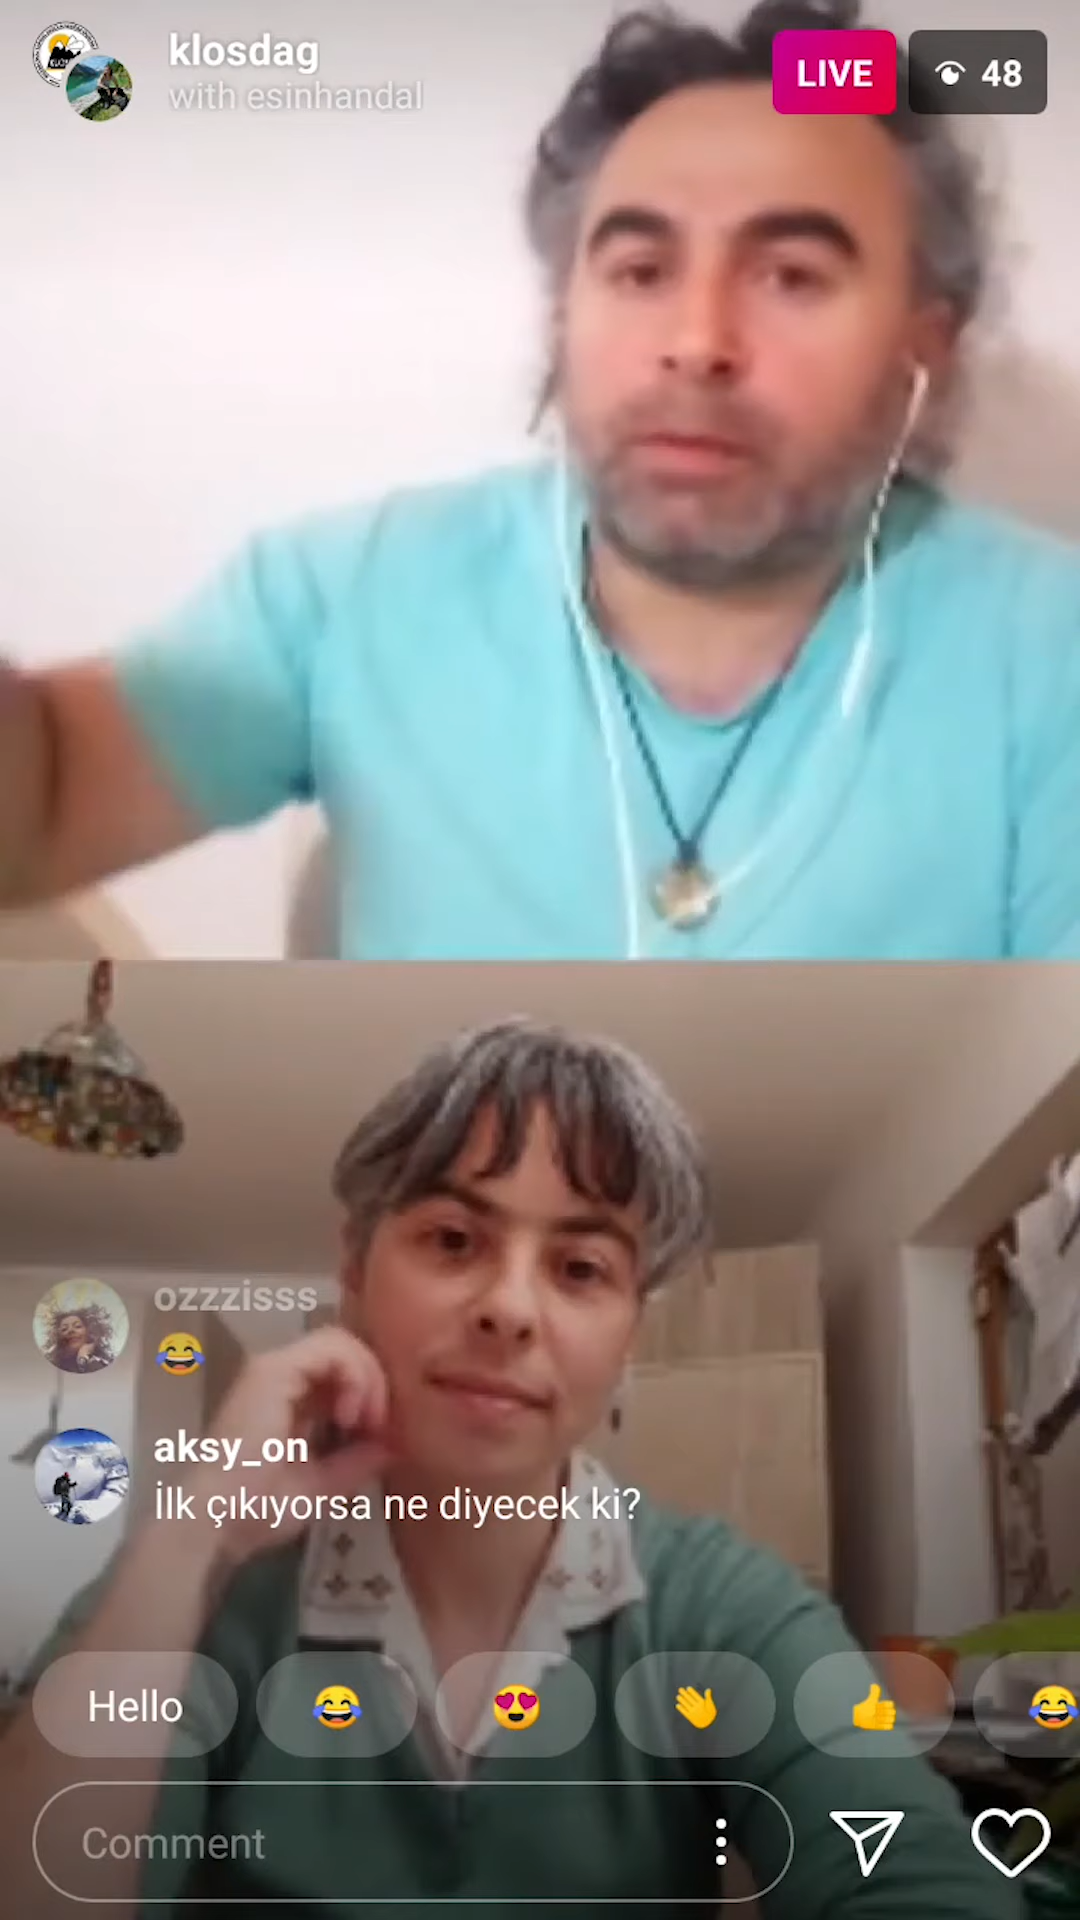 klosdag
with esinhandal
LIVE
48
ozzzisss
😂
aksy_on
İlk çıkıyorsa ne diyecek ki?
Hello
😂
😍
👋
👍
😂
Comment